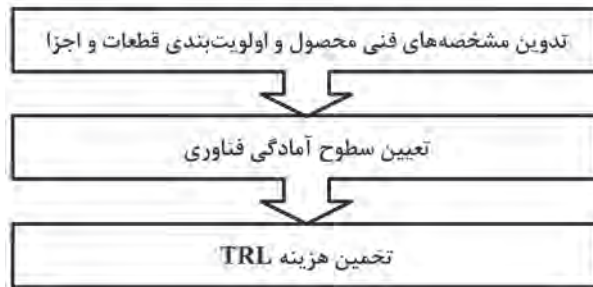 تدوین مشخصه‌های فنی محصول و اولویت‌بندی قطعات و اجزا
تعیین سطوح آمادگی فناوری
تخمین هزینه TRL